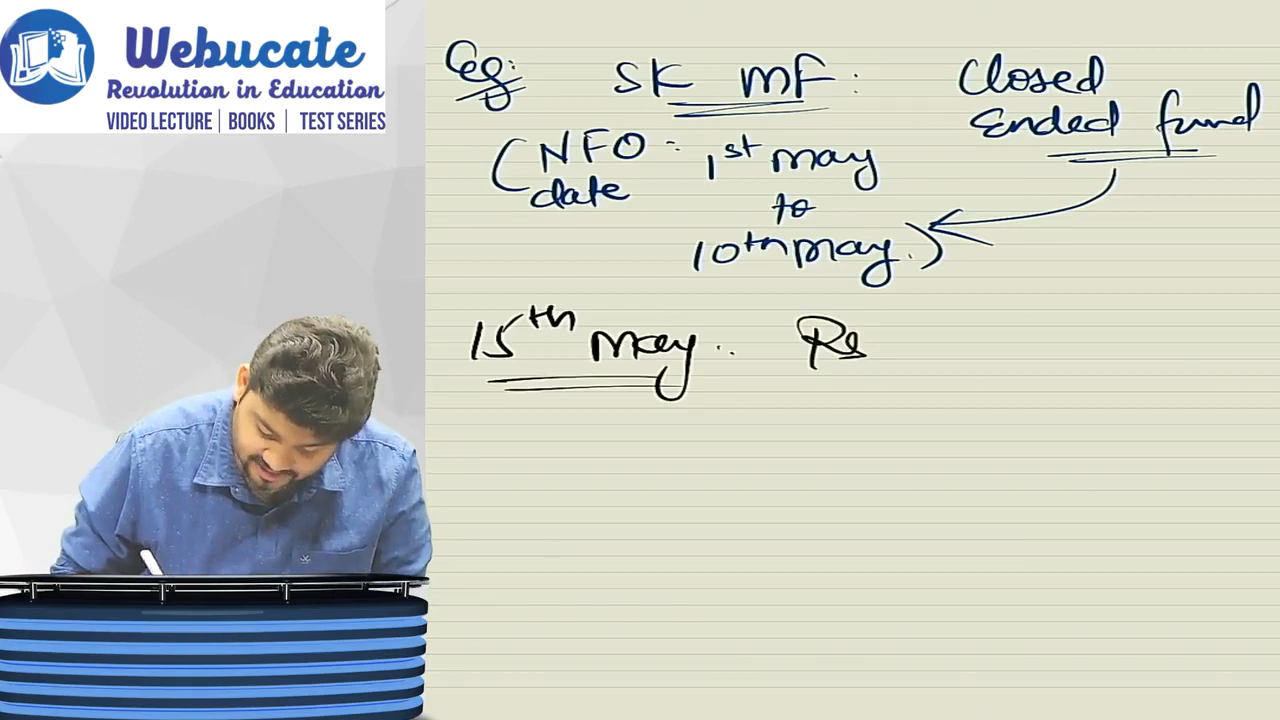 Webucate
Revolution in Education
VIDEO LECTURE | BOOKS | TEST SERIES
Eg: SK MF : Closed
Ended fund
(NFO : 1st May
date to
10th May.)
15th May.. Rs